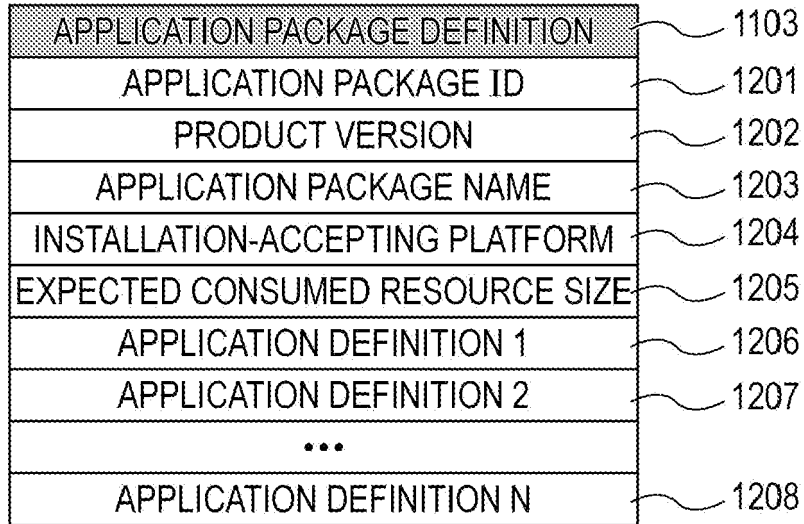 APPLICATION PACKAGE DEFINITION 1103
APPLICATION PACKAGE ID 1201
PRODUCT VERSION 1202
APPLICATION PACKAGE NAME 1203
INSTALLATION-ACCEPTING PLATFORM 1204
EXPECTED CONSUMED RESOURCE SIZE 1205
APPLICATION DEFINITION 1 1206
APPLICATION DEFINITION 2 1207
•••
APPLICATION DEFINITION N 1208